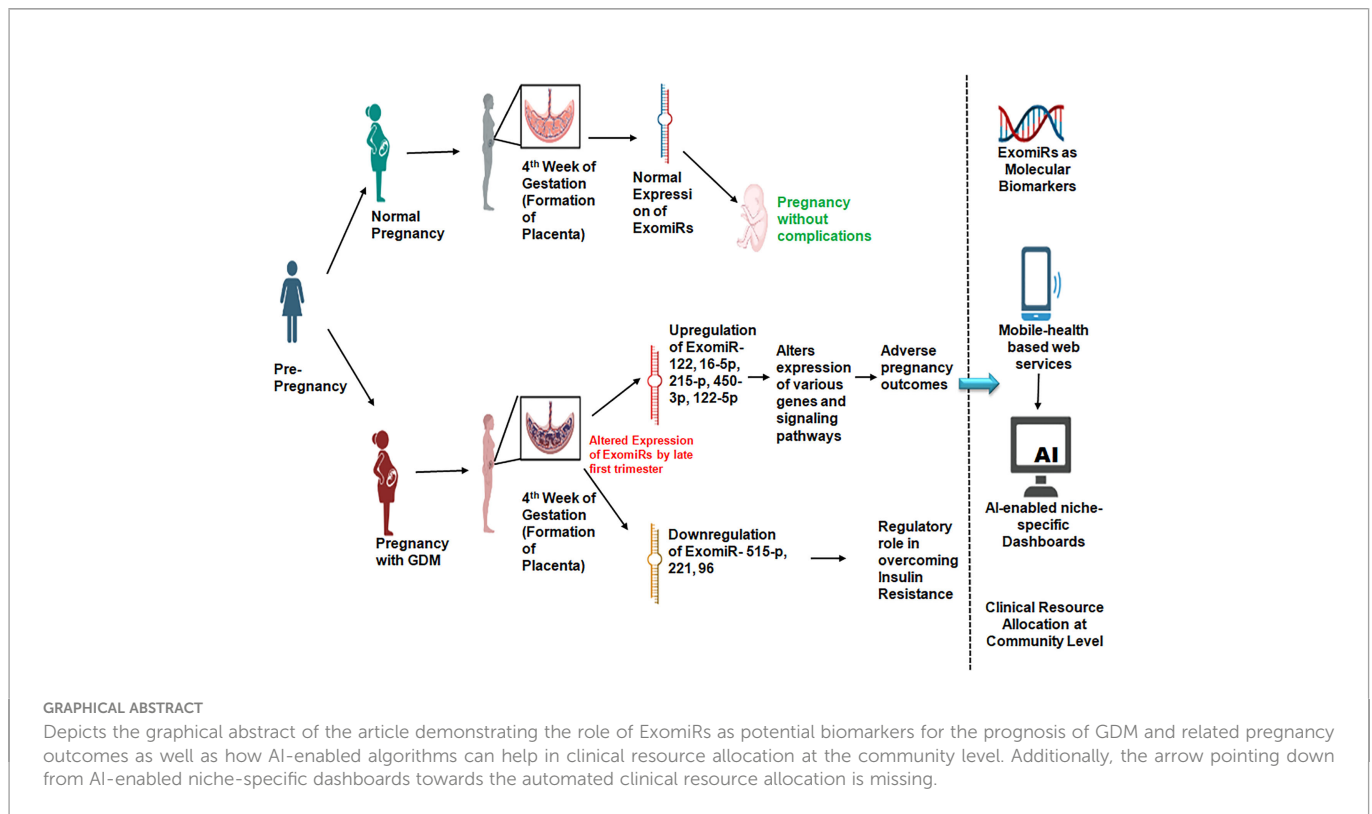 Pre-
Pregnancy
Normal
Pregnancy
4th Week of
Gestation
(Formation
of
Placenta)
Normal
Expressi
on of
ExomiRs
Pregnancy
without
complications
Pregnancy
with GDM
4th Week of
Gestation
(Formation
of
Placenta)
Altered Expression
of ExomiRs by late
first trimester
Upregulation
of ExomiR-
122, 16-5p,
215-p, 450-
3p, 122-5p
Alters
expression
of various
genes and
signaling
pathways
Adverse
pregnancy
outcomes
Downregulation
of ExomiR- 515-p,
221, 96
Regulatory
role in
overcoming
Insulin
Resistance
ExomiRs as
Molecular
Biomarkers
Mobile-health
based web
services
AI
AI-enabled niche-
specific
Dashboards
Clinical Resource
Allocation at
Community Level
GRAPHICAL ABSTRACT
Depicts the graphical abstract of the article demonstrating the role of ExomiRs as potential biomarkers for the prognosis of GDM and related pregnancy
outcomes as well as how AI-enabled algorithms can help in clinical resource allocation at the community level. Additionally, the arrow pointing down
from AI-enabled niche-specific dashboards towards the automated clinical resource allocation is missing.